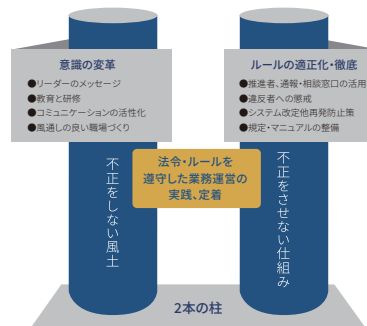 意識の変革
●リーダーのメッセージ
●教育と研修
●コミュニケーションの活性化
●風通しの良い職場づくり
ルールの適正化・徹底
●推進者、通報・相談窓口の活用
●違反者への懲戒
●システム改定他再発防止策
●規定・マニュアルの整備
不正をしない風土
法令・ルールを
遵守した業務運営の
実践、定着
不正をさせない仕組み
2本の柱